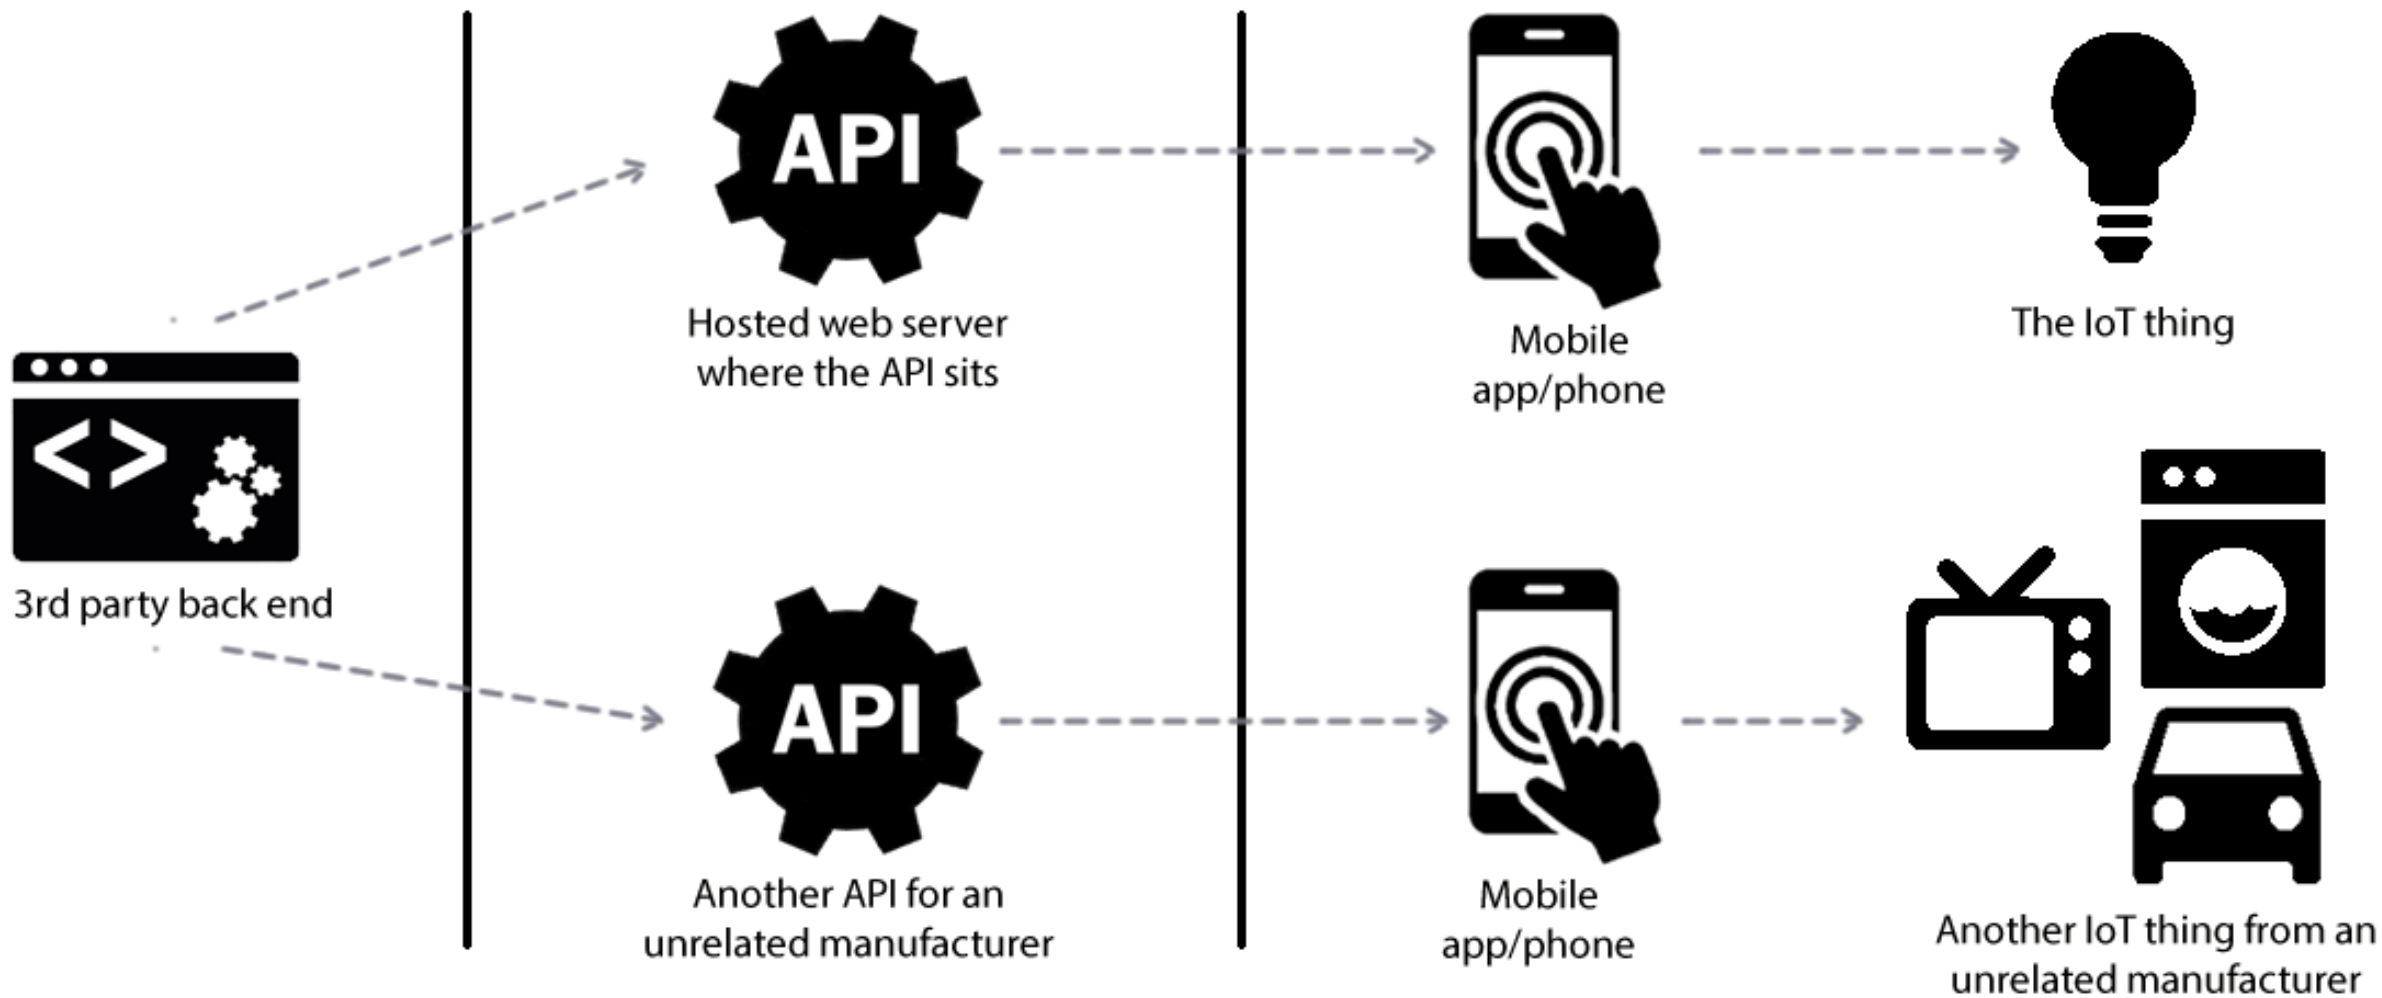 API
Hosted web server
where the API sits
Mobile
app/phone
The IoT thing
< >
3rd party back end
API
Another API for an
unrelated manufacturer
Mobile
app/phone
Another IoT thing from an
unrelated manufacturer